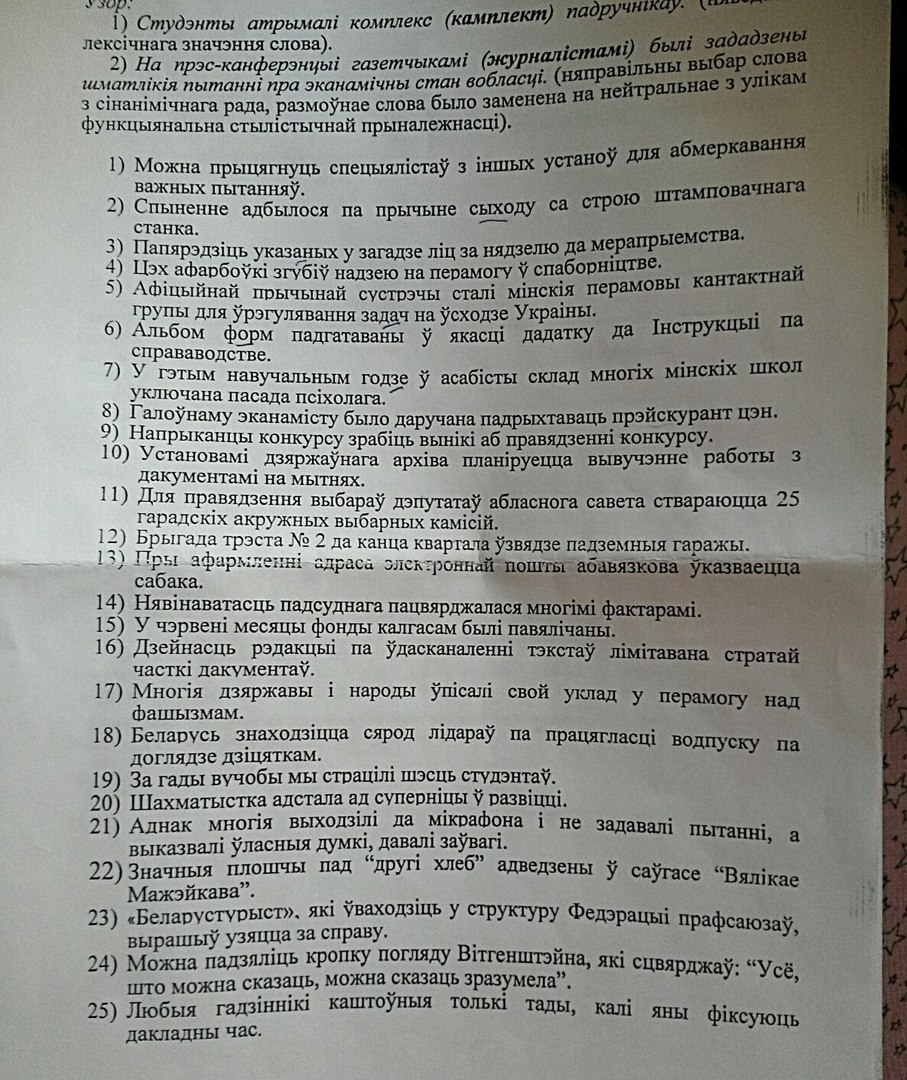 Узор:
1) Студэнты атрымалі комплекс (камплект) падручнікаў.
лексічнага значэння слова).
2) На прэс-канферэнцыі газетчыкамі (журналістамі) былі зададзены
шматлікія пытанні пра эканамічны стан вобласці. (няправільны выбар слова
з сінанімічнага рада, размоўнае слова было заменена на нейтральнае з улікам
функцыянальна стылістычнай прыналежнасці).
1) Можна прыцягнуць спецыялістаў з іншых устаноў для абмеркавання
важных пытанняў.
2) Спыненне адбылося па прычыне сыходу са строю штамповачнага
станка.
3) Папярэдзіць указаных у загадзе ліц за нядзелю да мерапрыемства.
4) Цэх афарбоўкі згубіў надзею на перамогу ў спаборніцтве.
5) Афіцыйнай прычынай сустрэчы сталі мінскія перамовы кантактнай
групы для ўрэгулявання задач на ўсходзе Украіны.
6) Альбом форм падгатаваны ў якасці дадатку да Інструкцыі па
справаводстве.
7) У гэтым навучальным годзе ў асабісты склад многіх мінскіх школ
уключана пасада псіхолага.
8) Галоўнаму эканамісту было даручана падрыхтаваць прэйскурант цэн.
9) Напрыканцы конкурсу зрабіць вынікі аб правядзенні конкурсу.
10) Установамі дзяржаўнага архіва планіруецца вывучэнне работы з
дакументамі на мытнях.
11) Для правядзення выбараў дэпутатаў абласнога савета ствараюцца 25
гарадскіх акружных выбарных камісій.
12) Брыгада трэста № 2 да канца квартала ўзвядзе падземныя гаражы.
13) Пры афармленні адраса электроннай пошты абавязкова ўказваецца
сабака.
14) Нявінаватасць падсуднага пацвярджалася многімі фактарамі.
15) У чэрвені месяцы фонды калгасам былі павялічаны.
16) Дзейнасць рэдакцыі па ўдасканаленні тэкстаў лімітавана стратай
часткі дакументаў.
17) Многія дзяржавы і народы ўпісалі свой уклад у перамогу над
фашызмам.
18) Беларусь знаходзіцца сярод лідараў па працягласці водпуску па
доглядзе дзіцяткам.
19) За гады вучобы мы страцілі шэсць студэнтаў.
20) Шахматыстка адстала ад суперніцы ў развіцці.
21) Аднак многія выходзілі да мікрафона і не задавалі пытанні, а
выказвалі ўласныя думкі, давалі заўвагі.
22) Значныя плошчы пад “другі хлеб” адведзены ў саўгасе “Вялікае
Мажэйкава”.
23) «Беларустурыст», які ўваходзіць у структуру Федэрацыі прафсаюзаў,
вырашыў узяцца за справу.
24) Можна падзяліць кропку погляду Вітгенштэйна, які сцвярджаў: “Усё,
што можна сказаць, можна сказаць зразумела”.
25) Любыя гадзіннікі каштоўныя толькі тады, калі яны фіксуюць
дакладны час.